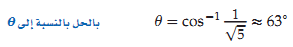 بالحل بالنسبة إلى θ θ = cos⁻¹ 1/√5 ≈ 63°